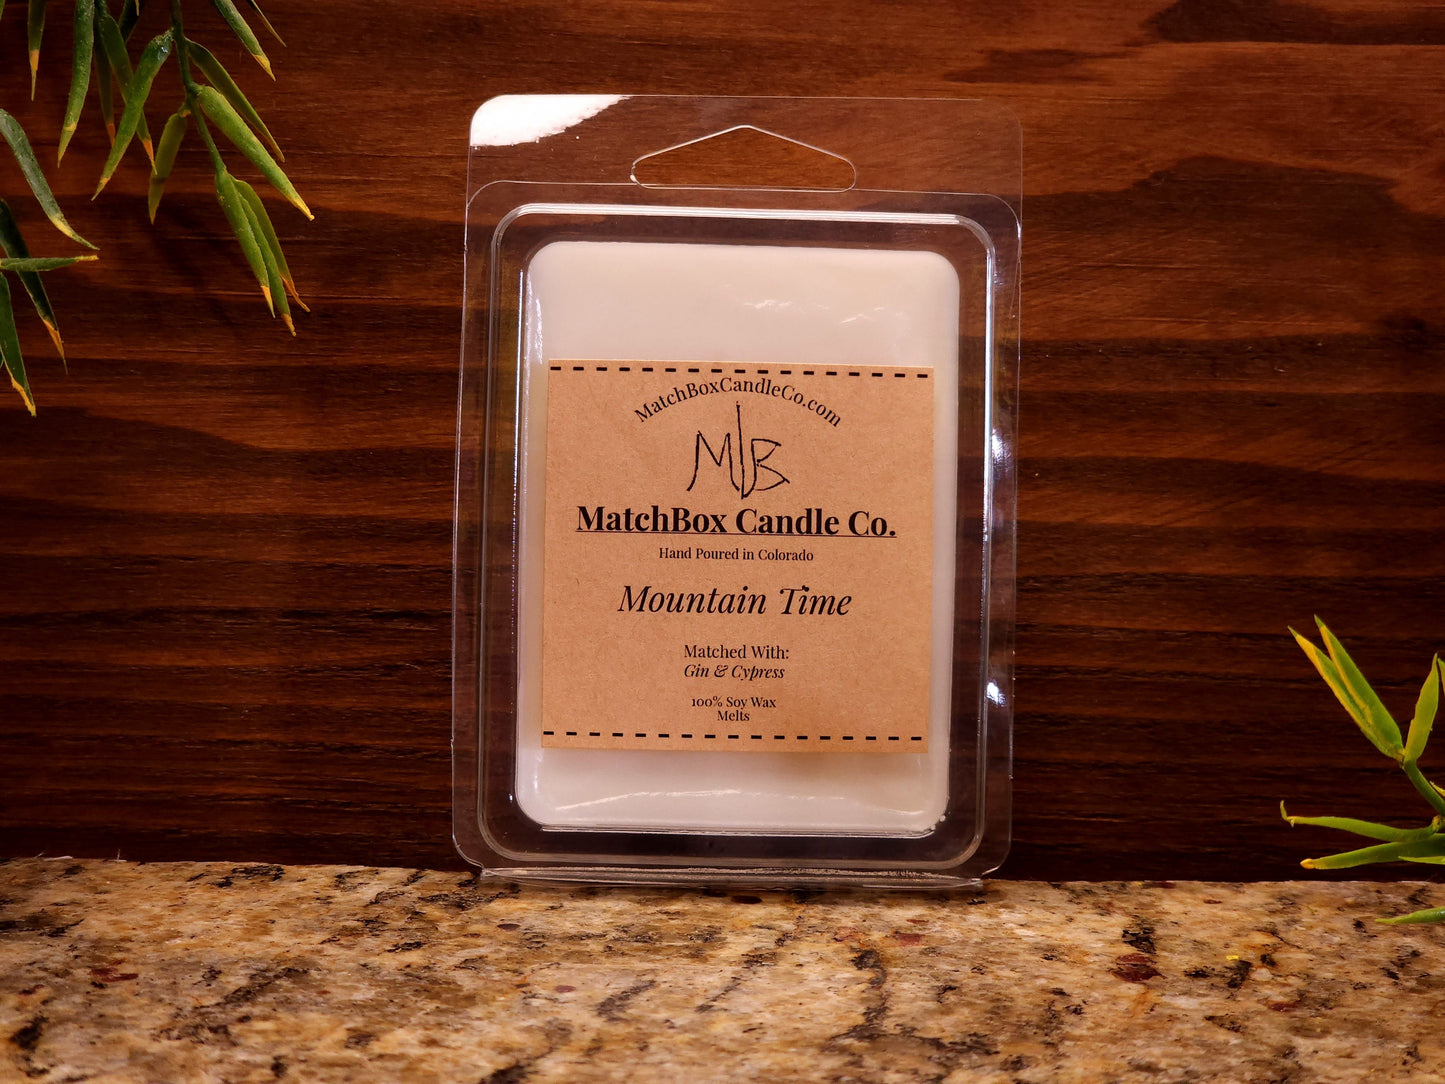 MatchBoxCandleCo.com
MB
MatchBox Candle Co.
Hand Poured in Colorado
Mountain Time
Matched With:
Gin & Cypress
100% Soy Wax
Melts